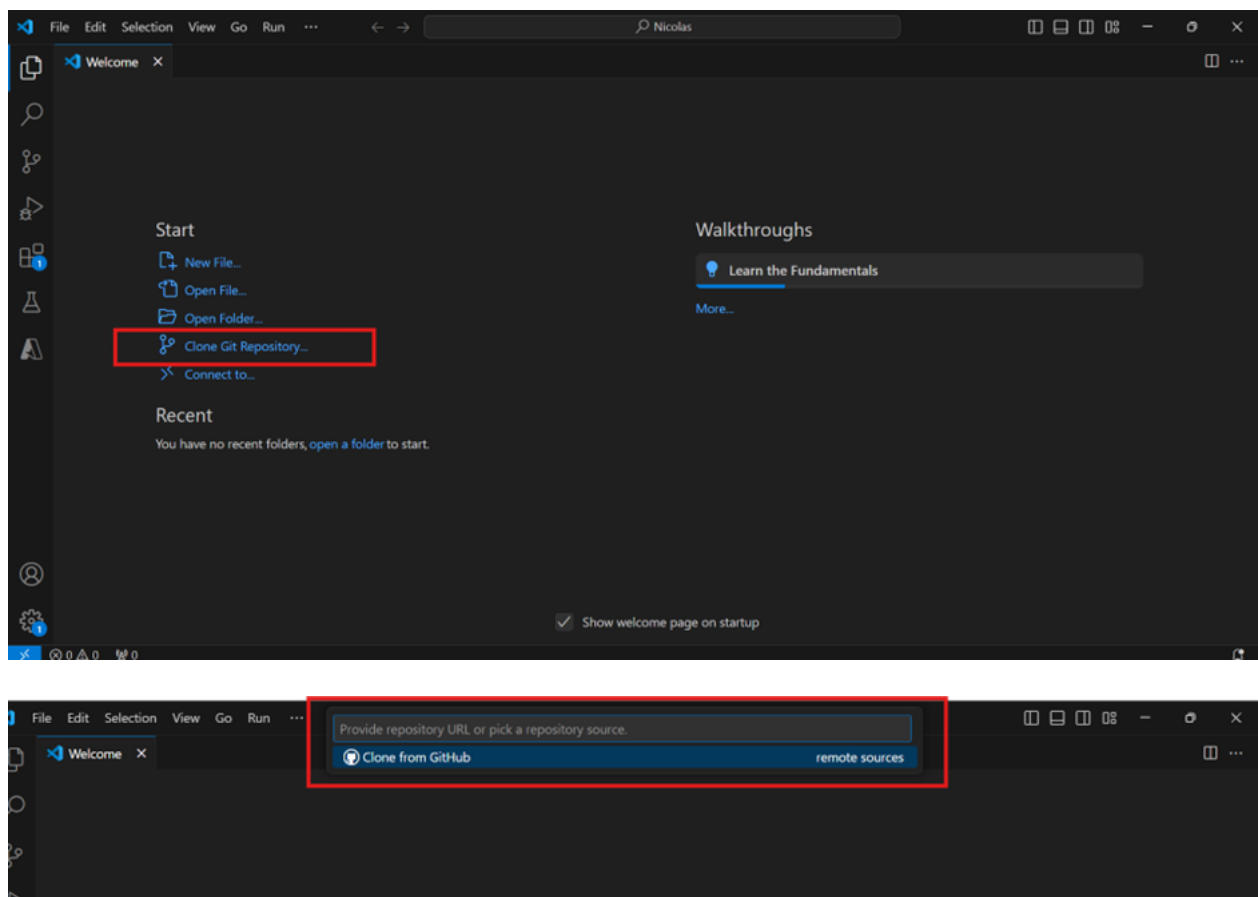 File Edit Selection View Go Run ··· Nicolas
Welcome
Start
New File...
Open File...
Open Folder...
Clone Git Repository...
Connect to...
Recent
You have no recent folders, open a folder to start.
Walkthroughs
Learn the Fundamentals
More...
1
1
Show welcome page on startup
0 0 0
File Edit Selection View Go Run ···
Provide repository URL or pick a repository source.
Welcome
Clone from GitHub remote sources